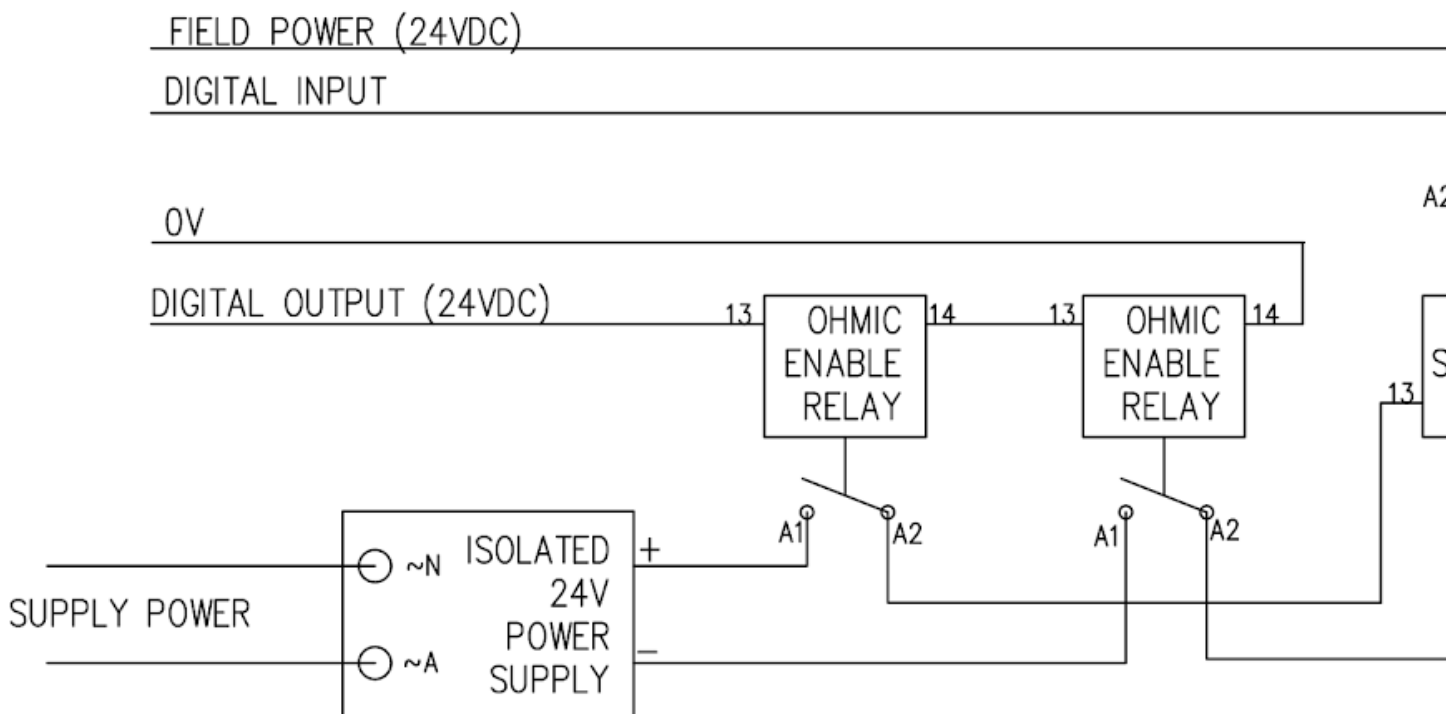 FIELD POWER (24VDC)
DIGITAL INPUT
A2
0V
DIGITAL OUTPUT (24VDC)
13
OHMIC
ENABLE
RELAY
14
13
OHMIC
ENABLE
RELAY
14
S
13
A1
A2
A1
A2
SUPPLY POWER
~N
~A
ISOLATED
24V
POWER
SUPPLY
+
−